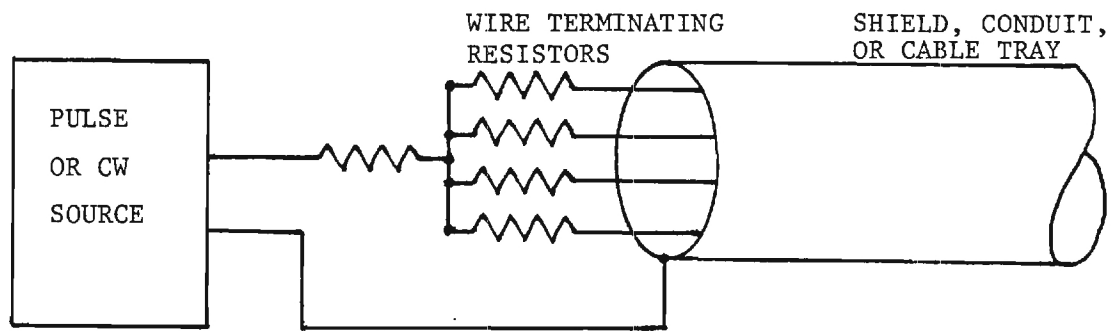 WIRE TERMINATING
RESISTORS
SHIELD, CONDUIT,
OR CABLE TRAY
PULSE
OR CW
SOURCE